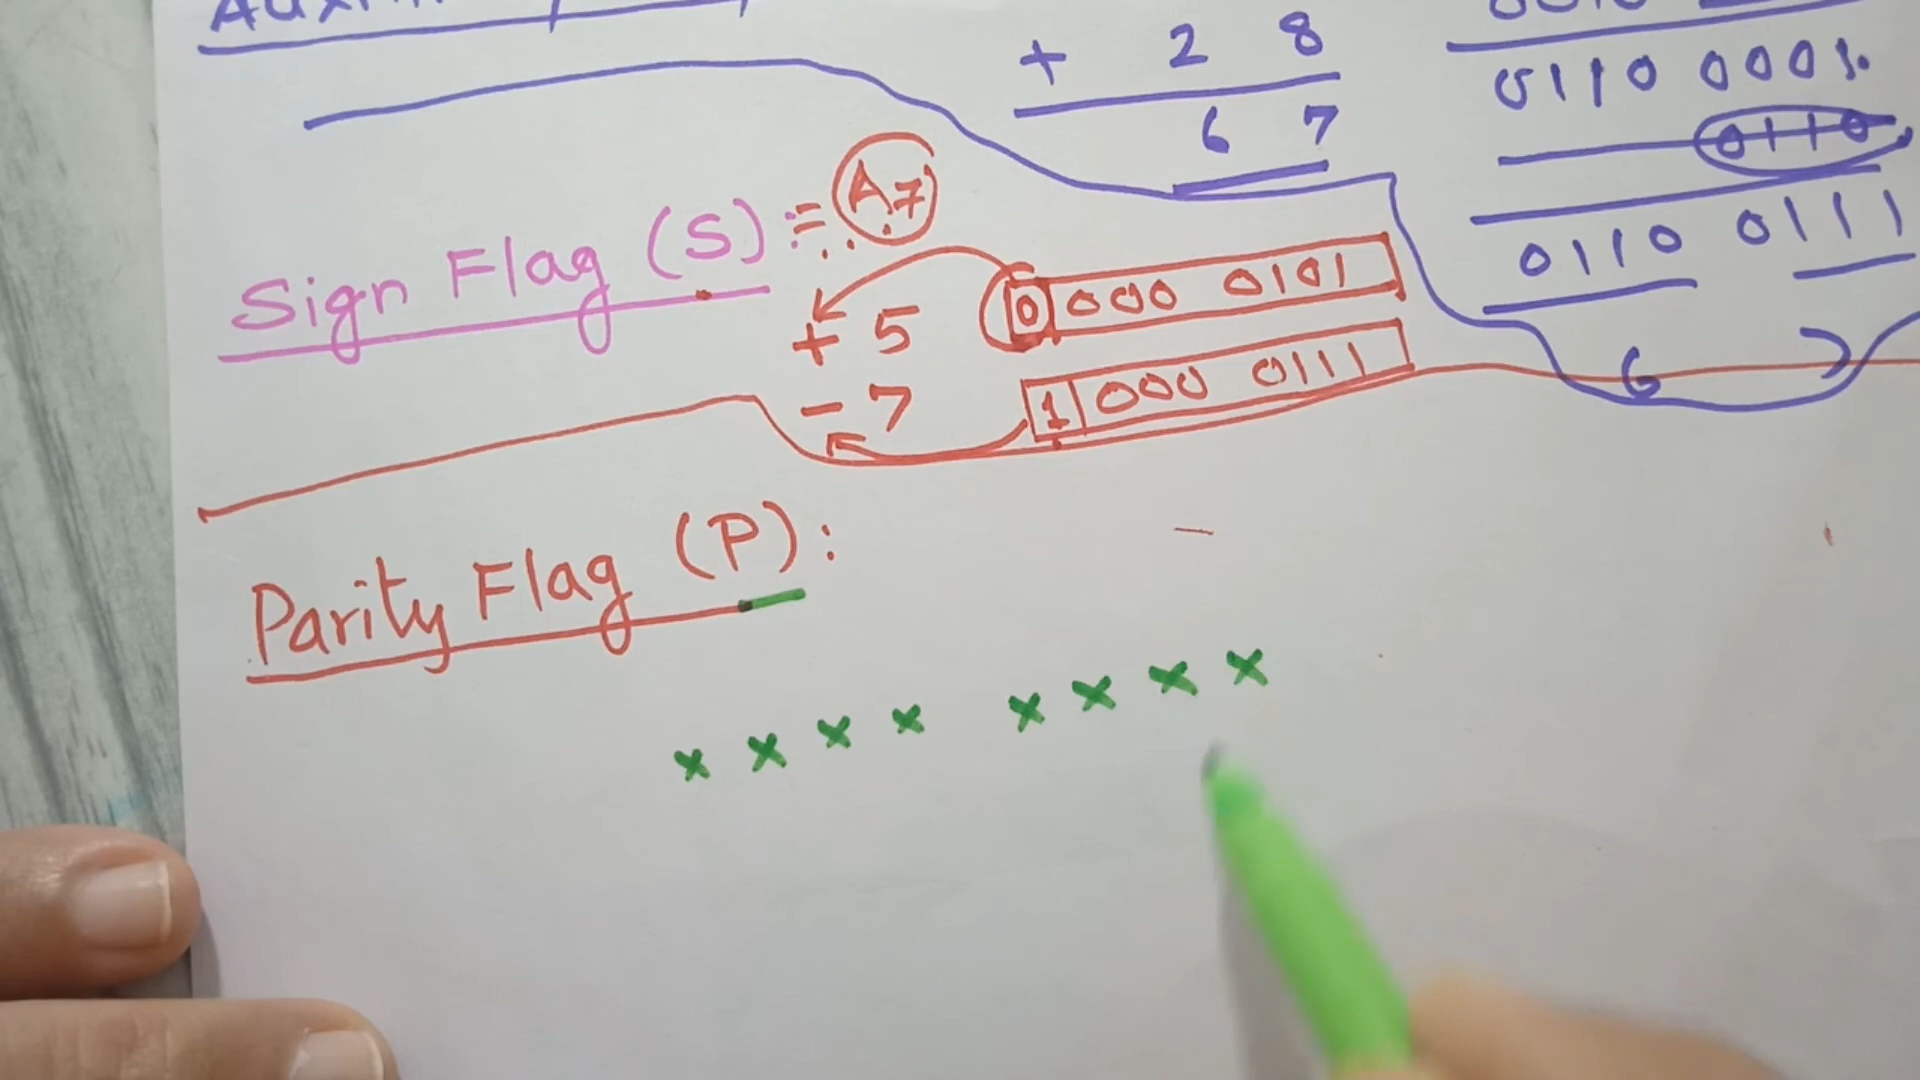 + 2 8
6 7
0110 0001.
0110
0110 0111
6 7
Sign Flag (S): = A7
+ 5 0 000 0101
- 7 1 000 0111
Parity Flag (P):
x x x x x x x x